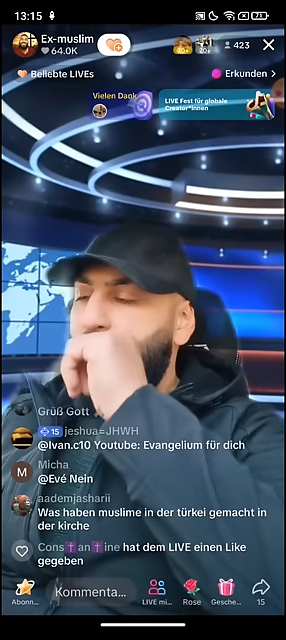 13:15
73
Ex-muslim
64.0K
20+
423
Beliebte LIVEs
Erkunden >
Vielen Dank
LIVE Fest für globale
Creator*innen
Grüß Gott
15 jeshua=JHWH
@Ivan.c10 Youtube: Evangelium für dich
M
Micha
@Evé Nein
aademjasharii
Was haben muslime in der türkei gemacht in
der kirche
Cons✝️an✝️ine hat dem LIVE einen Like
gegeben
Abonn...
Kommenta...
LIVE mi...
Rose
Gesche...
15